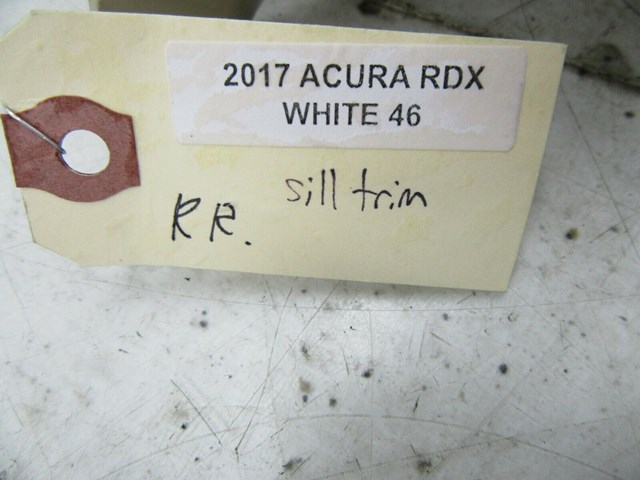 2017 ACURA RDX
WHITE 46
sill trim
RR.